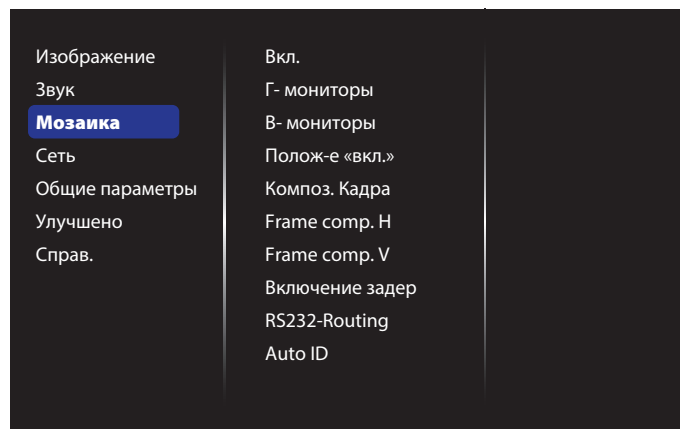 Изображение
Звук
Мозаика
Сеть
Общие параметры
Улучшено
Справ.
Вкл.
Г- мониторы
В- мониторы
Полож-е «вкл.»
Композ. Кадра
Frame comp. H
Frame comp. V
Включение задер
RS232-Routing
Auto ID